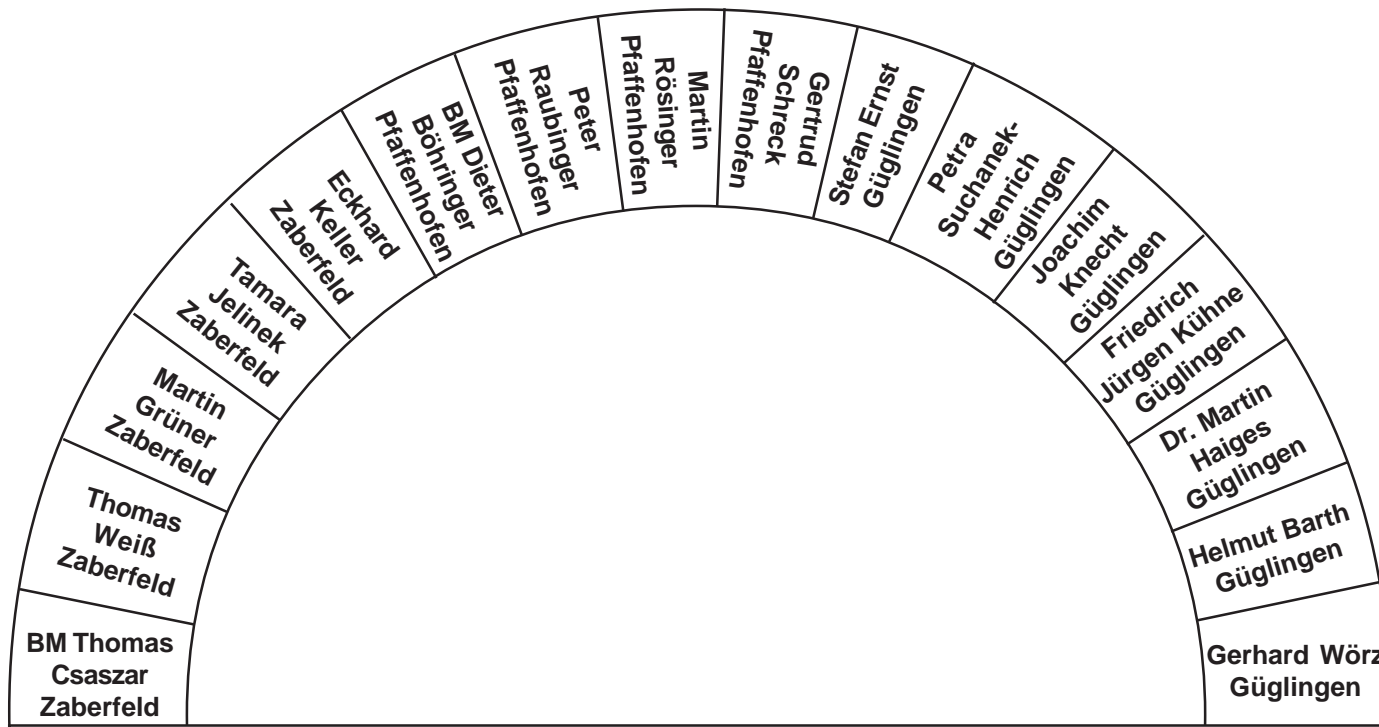 BM Thomas
Csaszar
Zaberfeld
Thomas
Weiß
Zaberfeld
Martin
Grüner
Zaberfeld
Tamara
Jelinek
Zaberfeld
Eckhard
Keller
Zaberfeld
BM Dieter
Böhringer
Pfaffenhofen
Peter
Raubinger
Pfaffenhofen
Martin
Rösinger
Pfaffenhofen
Gertrud
Schreck
Pfaffenhofen
Stefan Ernst
Güglingen
Petra
Suchanek-
Henrich
Güglingen
Joachim
Knecht
Güglingen
Friedrich
Jürgen Kühne
Güglingen
Dr. Martin
Haiges
Güglingen
Helmut Barth
Güglingen
Gerhard Wörz
Güglingen